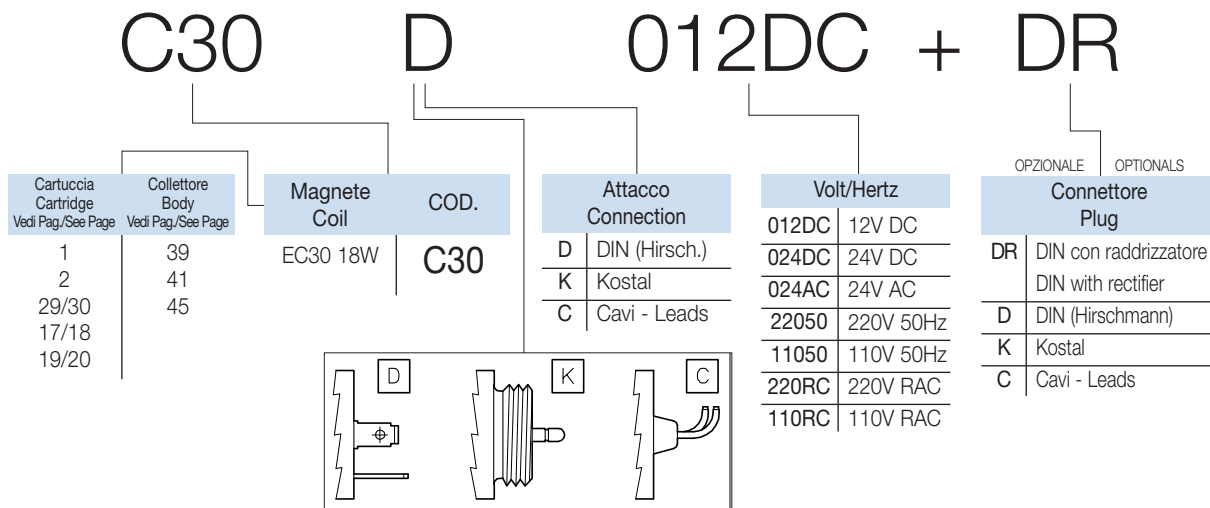 C30 D 012DC + DR
OPZIONALE OPTIONALS
Cartuccia
Cartridge
Vedi Pag./See Page
Collettore
Body
Vedi Pag./See Page
1 39
2 41
29/30 45
17/18
19/20
Magnete
Coil
COD.
EC30 18W C30
Attacco
Connection
D DIN (Hirsch.)
K Kostal
C Cavi - Leads
Volt/Hertz
012DC 12V DC
024DC 24V DC
024AC 24V AC
22050 220V 50Hz
11050 110V 50Hz
220RC 220V RAC
110RC 110V RAC
Connettore
Plug
DR DIN con raddrizzatore
DIN with rectifier
D DIN (Hirschmann)
K Kostal
C Cavi - Leads
D K C